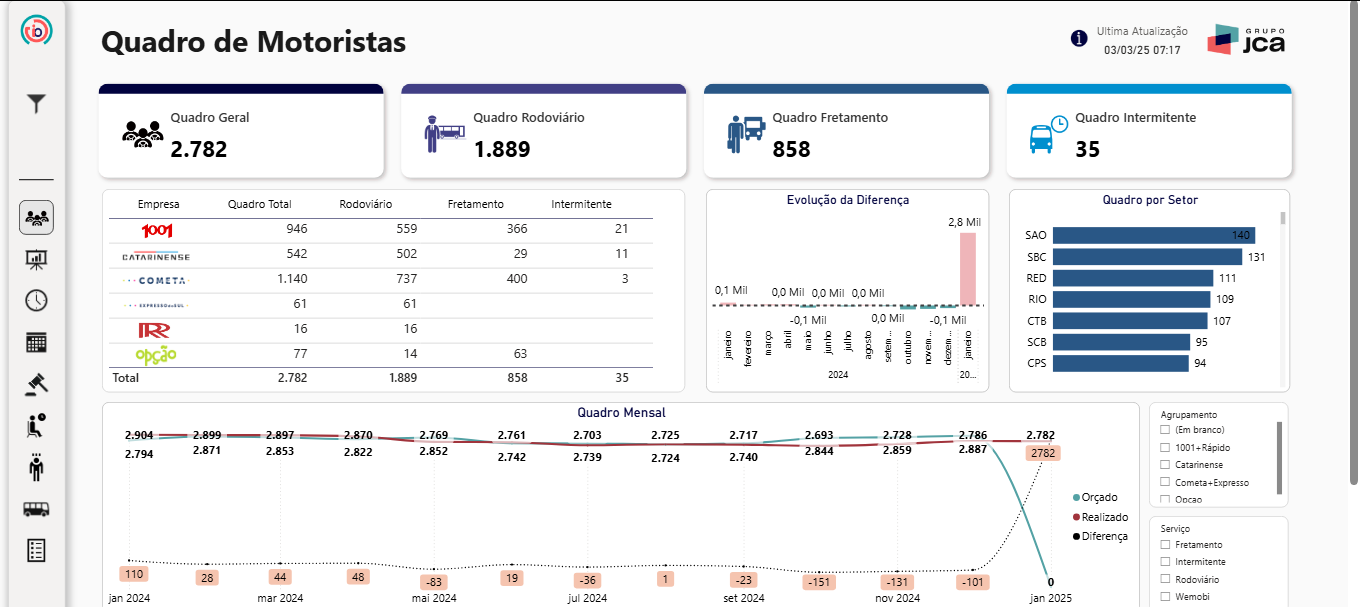 Quadro de Motoristas
Ultima Atualização
03/03/25 07:17
GRUPO
jca
Quadro Geral
2.782
Quadro Rodoviário
1.889
Quadro Fretamento
858
Quadro Intermitente
35
Empresa Quadro Total Rodoviário Fretamento Intermitente
1001 946 559 366 21
CATARINENSE 542 502 29 11
COMETA 1.140 737 400 3
EXPRESSO do SUL 61 61
RR 16 16
opção 77 14 63
Total 2.782 1.889 858 35
Evolução da Diferença
2,8 Mil
0,1 Mil 0,0 Mil 0,0 Mil 0,0 Mil
-0,1 Mil 0,0 Mil -0,1 Mil
janeiro fevereiro março abril maio junho julho agosto setem... outubro novem... dezem... janeiro
2024 20...
Quadro por Setor
SAO 140
SBC 131
RED 111
RIO 109
CTB 107
SCB 95
CPS 94
Quadro Mensal
2.904 2.899 2.897 2.870 2.769 2.761 2.703 2.725 2.717 2.693 2.728 2.786 2.782
2.794 2.871 2.853 2.822 2.852 2.742 2.739 2.724 2.740 2.844 2.859 2.887 2782
Orçado
Realizado
Diferença
110 28 44 48 -83 19 -36 1 -23 -151 -131 -101 0
jan 2024 mar 2024 mai 2024 jul 2024 set 2024 nov 2024 jan 2025
Agrupamento
(Em branco)
1001+Rápido
Catarinense
Cometa+Expresso
Opcao
Serviço
Fretamento
Intermitente
Rodoviário
Wemobi